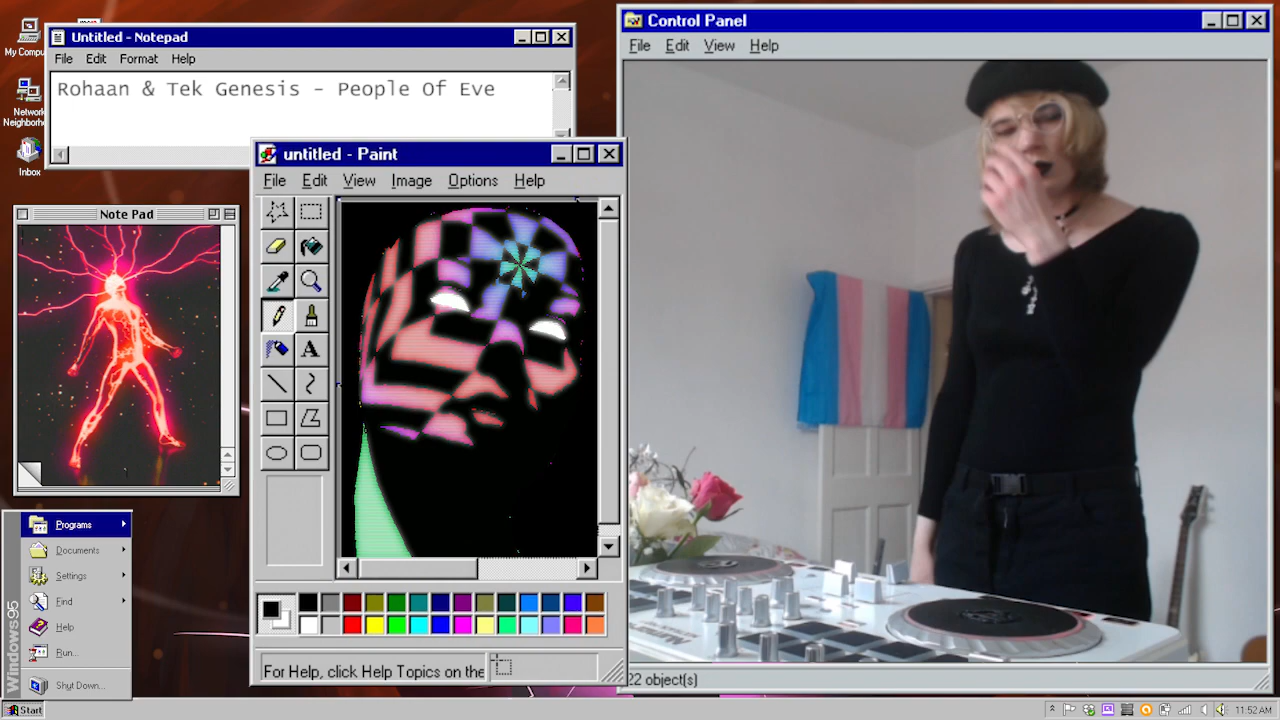 My Compu
Network
Neighborho
Inbox
Untitled - Notepad
File Edit Format Help
Rohaan & Tek Genesis - People Of Eve
Note Pad
untitled - Paint
File Edit View Image Options Help
A
For Help, click Help Topics on the
Control Panel
File Edit View Help
22 object(s)
Windows95
Programs
Documents
Settings
Find
Help
Run...
Shut Down...
Start
11:52 AM